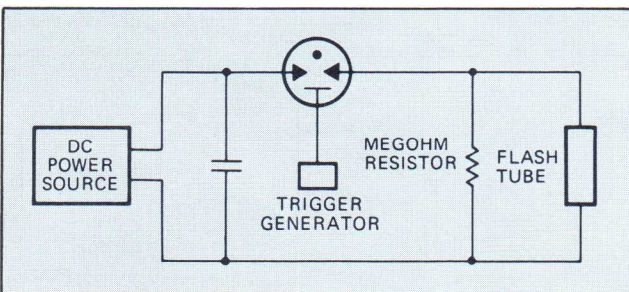 DC
POWER
SOURCE
TRIGGER
GENERATOR
MEGOHM
RESISTOR
FLASH
TUBE